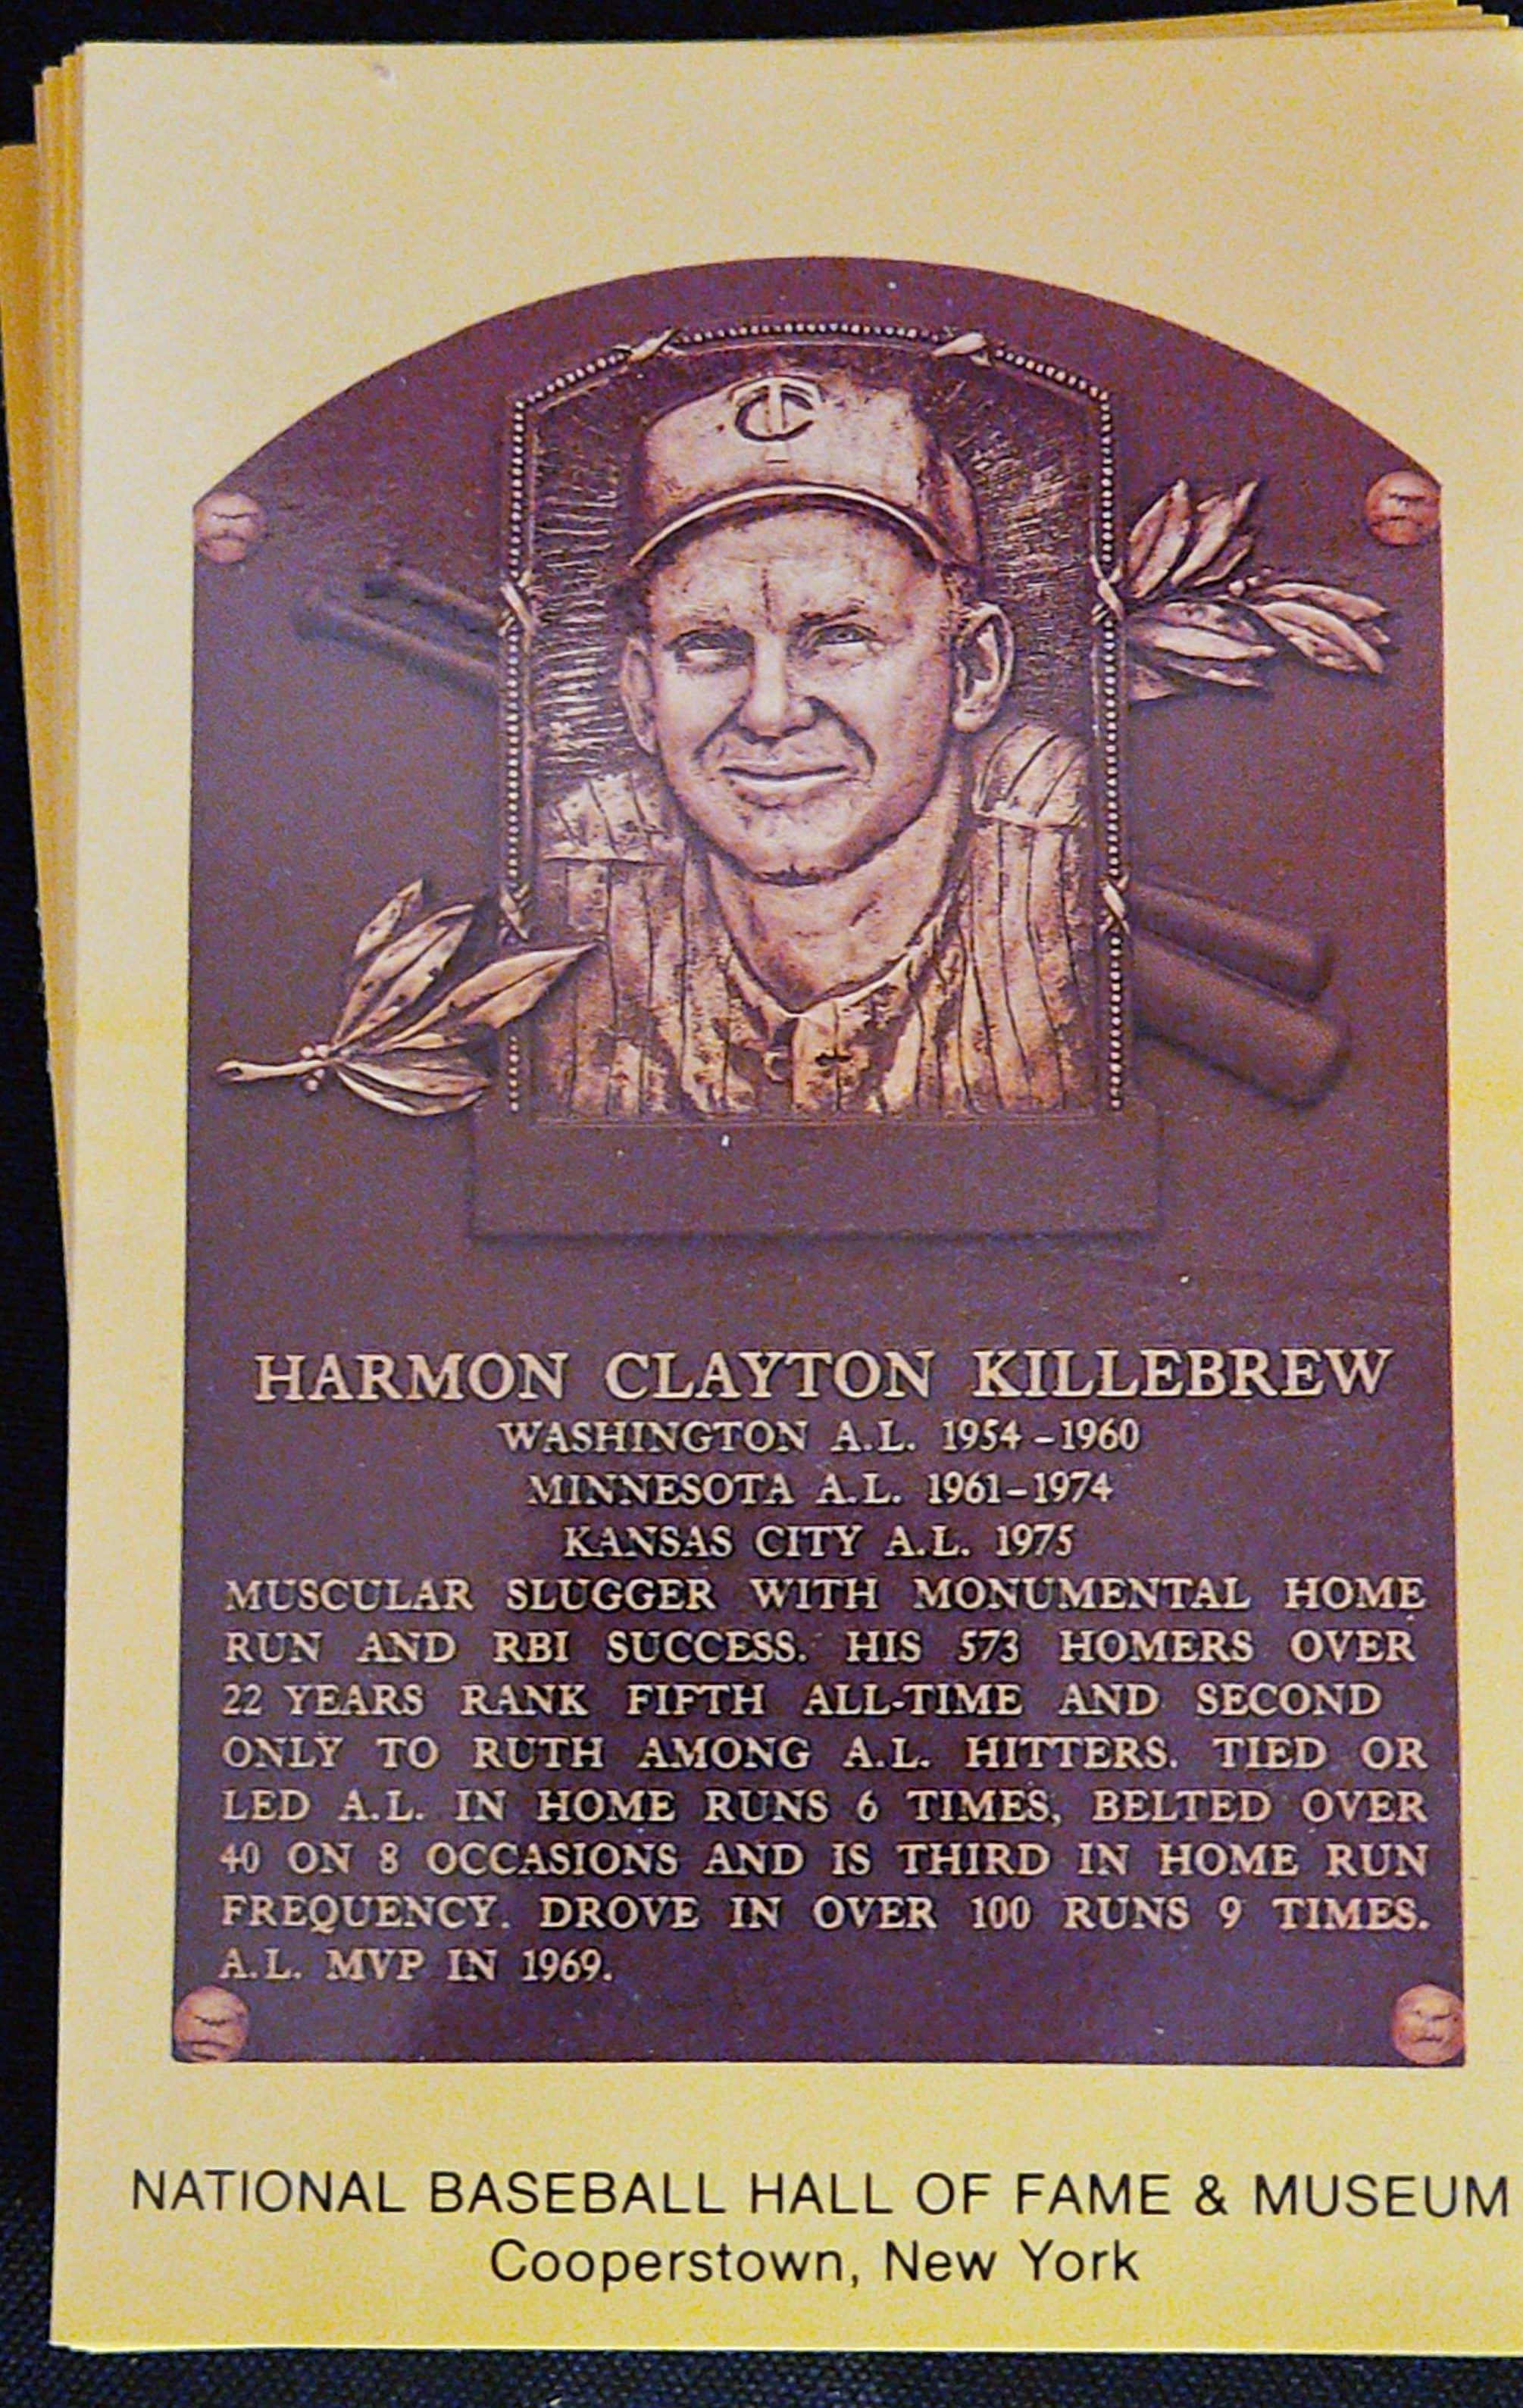 TC
HARMON CLAYTON KILLEBREW
WASHINGTON A.L. 1954-1960
MINNESOTA A.L. 1961-1974
KANSAS CITY A.L. 1975
MUSCULAR SLUGGER WITH MONUMENTAL HOME
RUN AND RBI SUCCESS. HIS 573 HOMERS OVER
22 YEARS RANK FIFTH ALL-TIME AND SECOND
ONLY TO RUTH AMONG A.L. HITTERS. TIED OR
LED A.L. IN HOME RUNS 6 TIMES, BELTED OVER
40 ON 8 OCCASIONS AND IS THIRD IN HOME RUN
FREQUENCY. DROVE IN OVER 100 RUNS 9 TIMES.
A.L. MVP IN 1969.
NATIONAL BASEBALL HALL OF FAME & MUSEUM
Cooperstown, New York